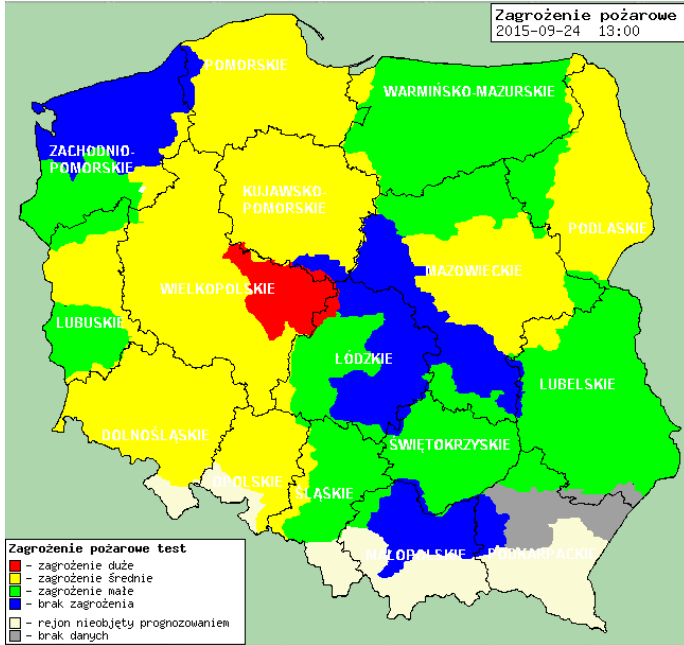 Zagrożenie pożarowe
2015-09-24 13:00
POMORSKIE
WARMIŃSKO-MAZURSKIE
ZACHODNIO-
POMORSKIE
KUJAWSKO-
POMORSKIE
PODLASKIE
MAZOWIECKIE
WIELKOPOLSKIE
LUBUSKIE
ŁÓDZKIE
LUBELSKIE
DOLNOŚLĄSKIE
ŚWIĘTOKRZYSKIE
OPOLSKIE
ŚLĄSKIE
MAŁOPOLSKIE
PODKARPACKIE
Zagrożenie pożarowe test
- zagrożenie duże
- zagrożenie średnie
- zagrożenie małe
- brak zagrożenia
- rejon nieobjęty prognozowaniem
- brak danych